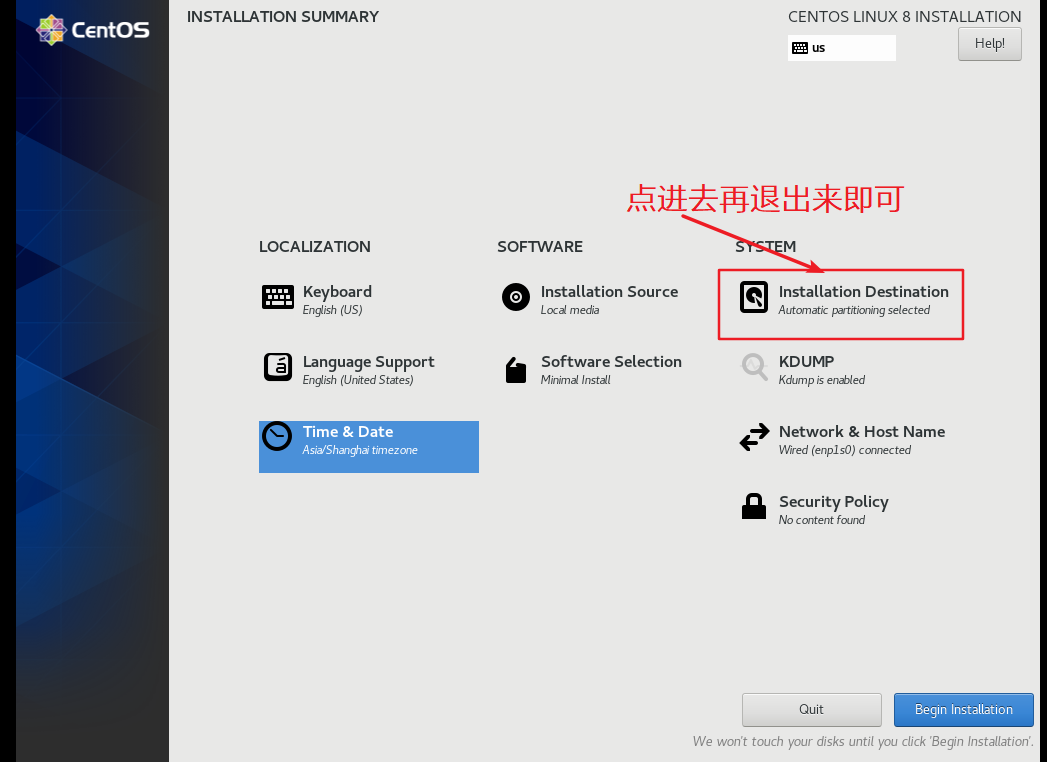 CentOS
INSTALLATION SUMMARY
CENTOS LINUX 8 INSTALLATION
us
Help!
点进去再退出来即可
LOCALIZATION
Keyboard
English (US)
Language Support
English (United States)
Time & Date
Asia/Shanghai timezone
SOFTWARE
Installation Source
Local media
Software Selection
Minimal Install
SYSTEM
Installation Destination
Automatic partitioning selected
KDUMP
Kdump is enabled
Network & Host Name
Wired (enp1s0) connected
Security Policy
No content found
Quit
Begin Installation
We won't touch your disks until you click 'Begin Installation'.